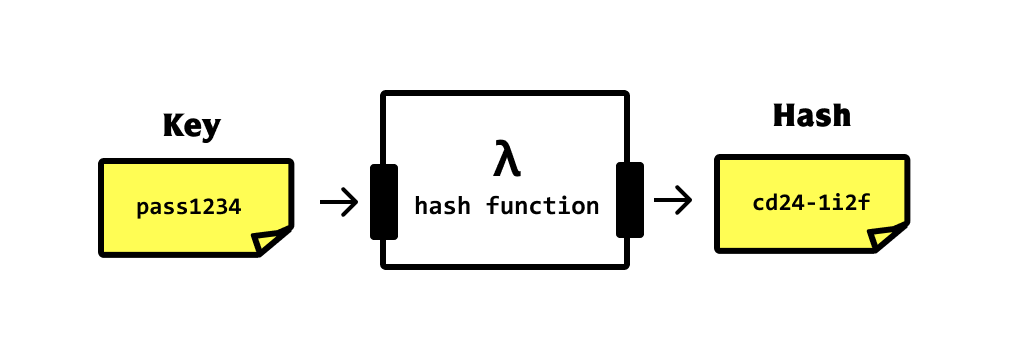 Key
pass1234
λ
hash function
Hash
cd24-1i2f